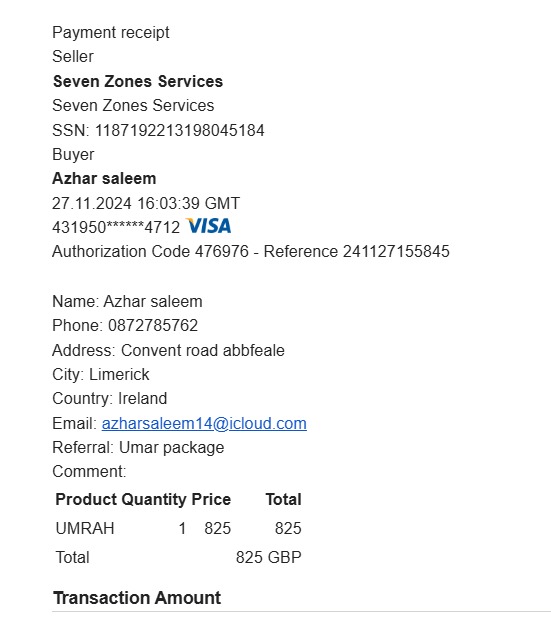 Payment receipt
Seller
Seven Zones Services
Seven Zones Services
SSN: 1187192213198045184
Buyer
Azhar saleem
27.11.2024 16:03:39 GMT
431950******4712 VISA
Authorization Code 476976 - Reference 241127155845
Name: Azhar saleem
Phone: 0872785762
Address: Convent road abbfeale
City: Limerick
Country: Ireland
Email: azharsaleem14@icloud.com
Referral: Umar package
Comment:
Product Quantity Price Total
UMRAH 1 825 825
Total 825 GBP
Transaction Amount